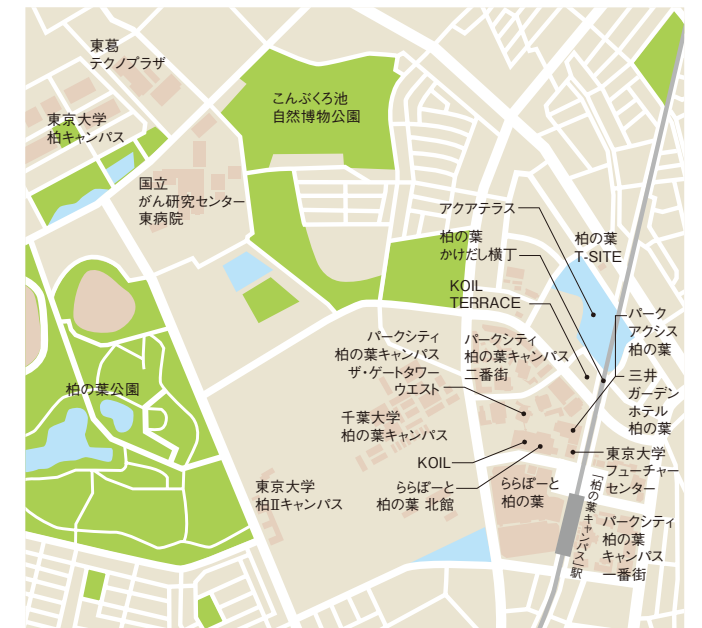 東葛
テクノプラザ
東京大学
柏キャンパス
こんぶくろ池
自然博物公園
国立
がん研究センター
東病院
アクアテラス
柏の葉
かけだし横丁
柏の葉
T-SITE
KOIL
TERRACE
パーク
アクシス
柏の葉
パークシティ
柏の葉キャンパス
ザ・ゲートタワー
ウエスト
パークシティ
柏の葉キャンパス
二番街
三井
ガーデン
ホテル
柏の葉
柏の葉公園
千葉大学
柏の葉キャンパス
KOIL
東京大学
フューチャー
センター
東京大学
柏Ⅱキャンパス
ららぽーと
柏の葉 北館
ららぽーと
柏の葉
「柏の葉キャンパス」駅
パークシティ
柏の葉
キャンパス
一番街